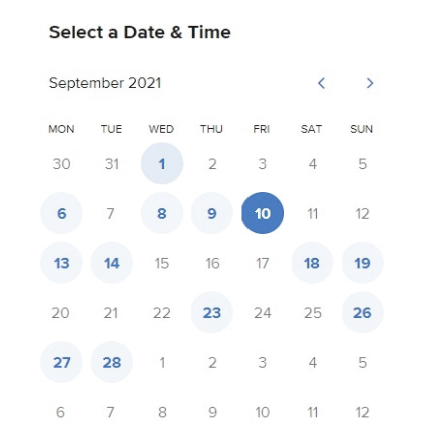 Select a Date & Time
September 2021
MON TUE WED THU FRI SAT SUN
30 31 1 2 3 4 5
6 7 8 9 10 11 12
13 14 15 16 17 18 19
20 21 22 23 24 25 26
27 28 1 2 3 4 5
6 7 8 9 10 11 12